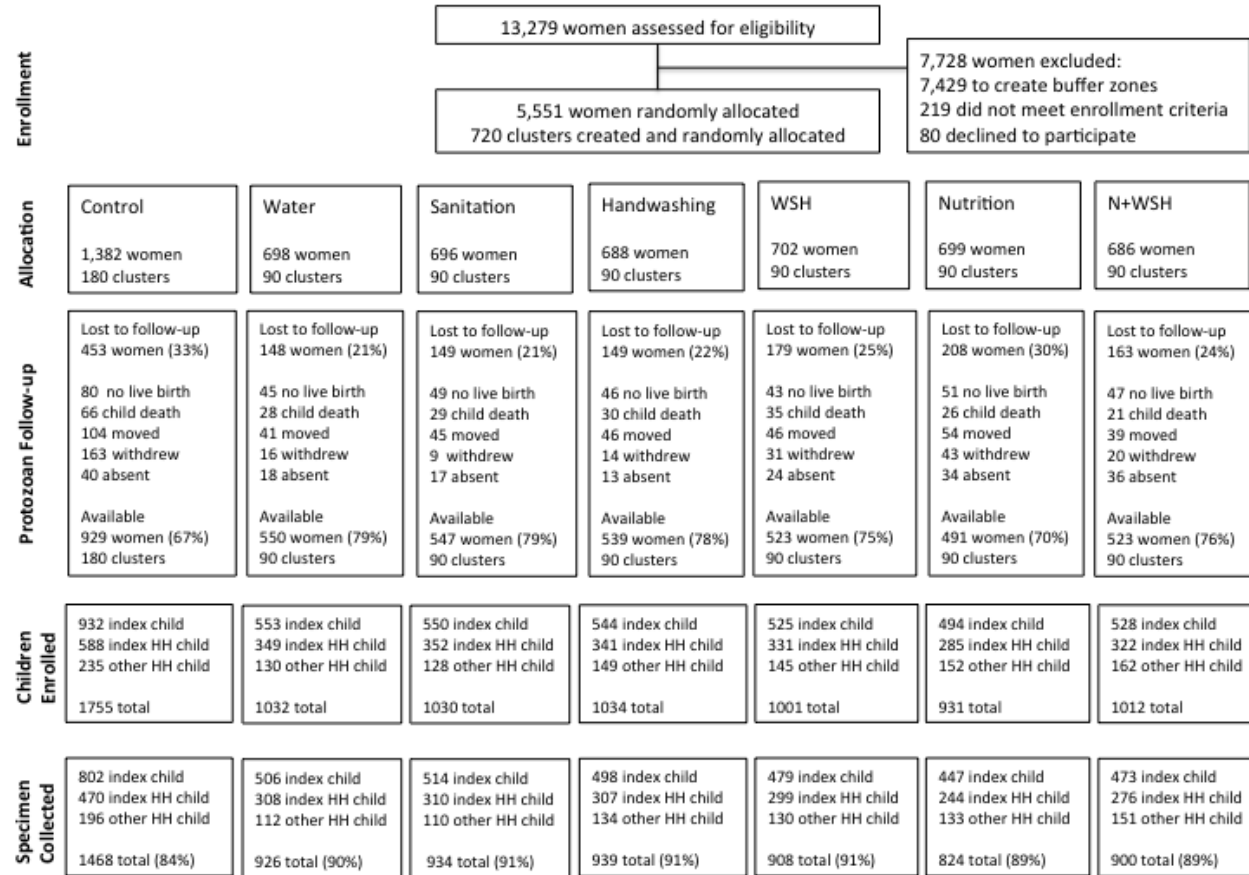 13,279 women assessed for eligibility
7,728 women excluded:
7,429 to create buffer zones
219 did not meet enrollment criteria
80 declined to participate
5,551 women randomly allocated
720 clusters created and randomly allocated
Enrollment
Allocation
Control
1,382 women
180 clusters
Water
698 women
90 clusters
Sanitation
696 women
90 clusters
Handwashing
688 women
90 clusters
WSH
702 women
90 clusters
Nutrition
699 women
90 clusters
N+WSH
686 women
90 clusters
Protozoan Follow-up
Lost to follow-up
453 women (33%)
80 no live birth
66 child death
104 moved
163 withdrew
40 absent
Available
929 women (67%)
180 clusters
Lost to follow-up
148 women (21%)
45 no live birth
28 child death
41 moved
16 withdrew
18 absent
Available
550 women (79%)
90 clusters
Lost to follow-up
149 women (21%)
49 no live birth
29 child death
45 moved
9 withdrew
17 absent
Available
547 women (79%)
90 clusters
Lost to follow-up
149 women (22%)
46 no live birth
30 child death
46 moved
14 withdrew
13 absent
Available
539 women (78%)
90 clusters
Lost to follow-up
179 women (25%)
43 no live birth
35 child death
46 moved
31 withdrew
24 absent
Available
523 women (75%)
90 clusters
Lost to follow-up
208 women (30%)
51 no live birth
26 child death
54 moved
43 withdrew
34 absent
Available
491 women (70%)
90 clusters
Lost to follow-up
163 women (24%)
47 no live birth
21 child death
39 moved
20 withdrew
36 absent
Available
523 women (76%)
90 clusters
Children
Enrolled
932 index child
588 index HH child
235 other HH child
1755 total
553 index child
349 index HH child
130 other HH child
1032 total
550 index child
352 index HH child
128 other HH child
1030 total
544 index child
341 index HH child
149 other HH child
1034 total
525 index child
331 index HH child
145 other HH child
1001 total
494 index child
285 index HH child
152 other HH child
931 total
528 index child
322 index HH child
162 other HH child
1012 total
Specimen
Collected
802 index child
470 index HH child
196 other HH child
1468 total (84%)
506 index child
308 index HH child
112 other HH child
926 total (90%)
514 index child
310 index HH child
110 other HH child
934 total (91%)
498 index child
307 index HH child
134 other HH child
939 total (91%)
479 index child
299 index HH child
130 other HH child
908 total (91%)
447 index child
244 index HH child
133 other HH child
824 total (89%)
473 index child
276 index HH child
151 other HH child
900 total (89%)